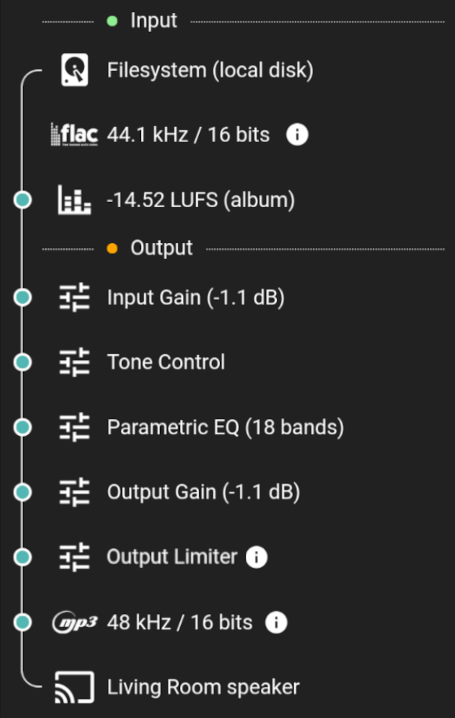 Input
Filesystem (local disk)
flac 44.1 kHz / 16 bits i
-14.52 LUFS (album)
Output
Input Gain (-1.1 dB)
Tone Control
Parametric EQ (18 bands)
Output Gain (-1.1 dB)
Output Limiter i
mp3 48 kHz / 16 bits i
Living Room speaker